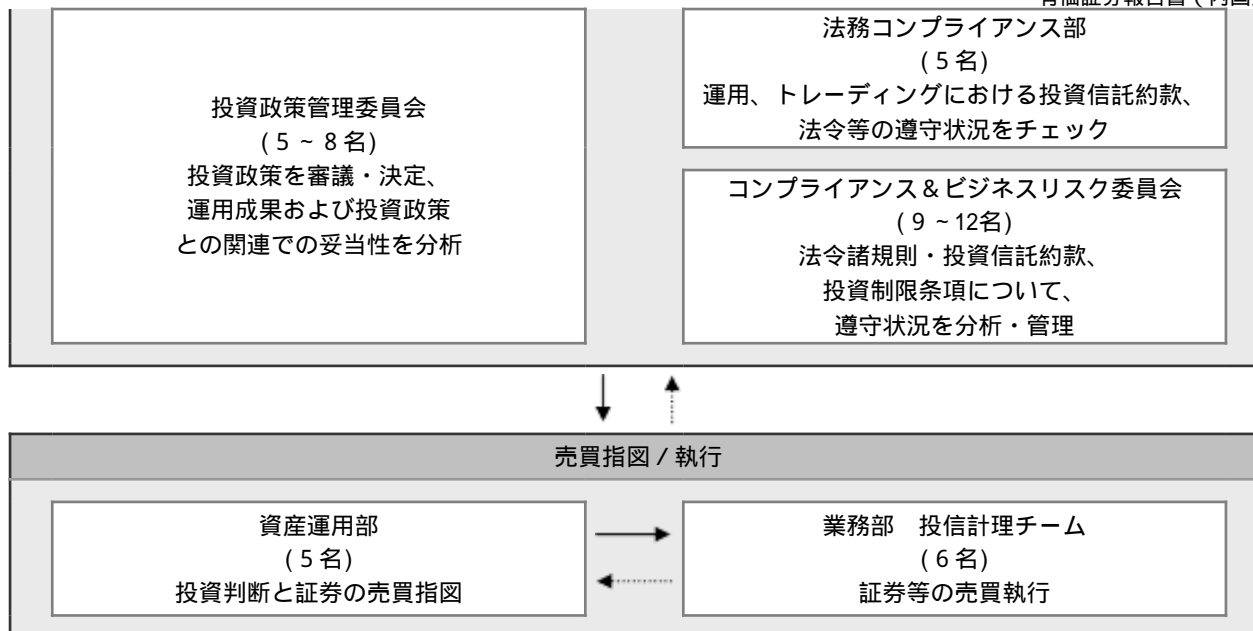 投資政策管理委員会
(5 ~ 8名)
投資政策を審議・決定、
運用成果および投資政策
との関連での妥当性を分析
法務コンプライアンス部
(5名)
運用、トレーディングにおける投資信託約款、
法令等の遵守状況をチェック
コンプライアンス＆ビジネスリスク委員会
(9 ~12名)
法令諸規則・投資信託約款、
投資制限条項について、
遵守状況を分析・管理
売買指図 / 執行
資産運用部
(5名)
投資判断と証券の売買指図
業務部　投信計理チーム
(6名)
証券等の売買執行